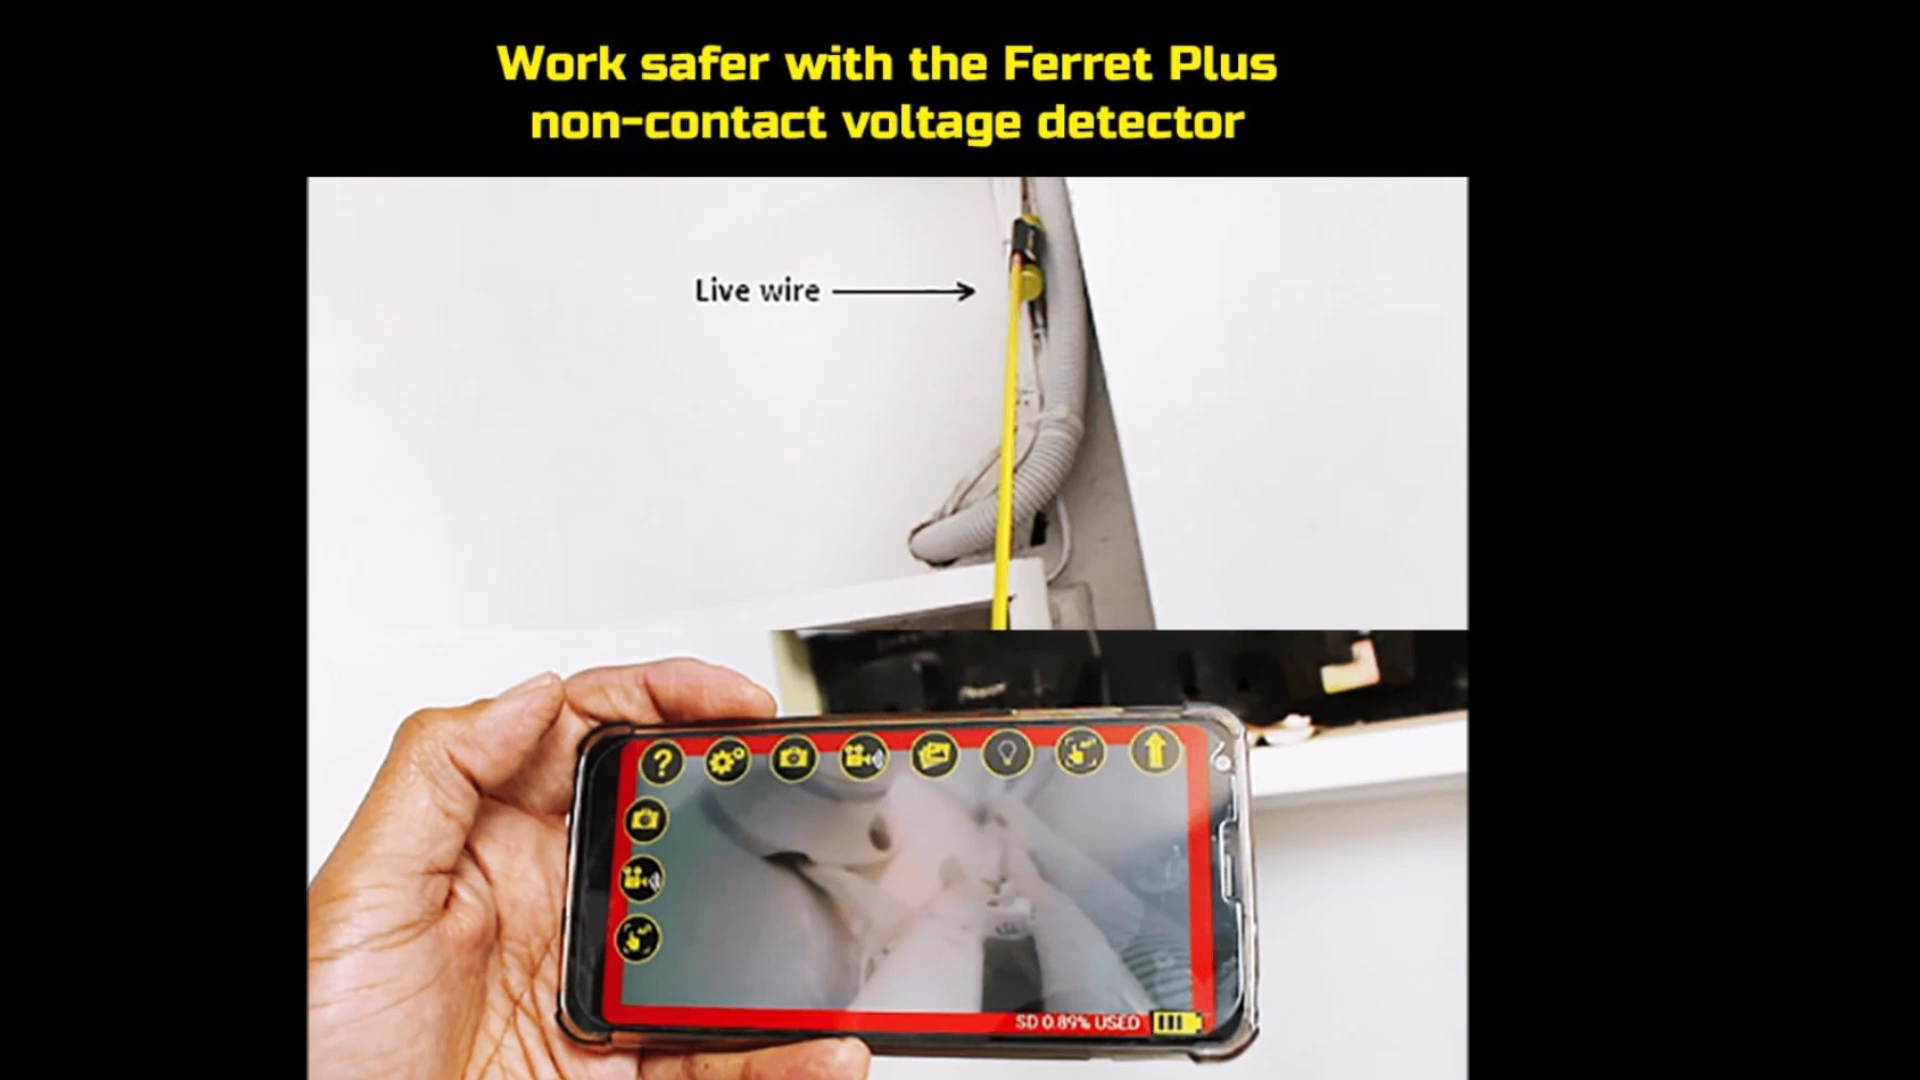 Work safer with the Ferret Plus
non-contact voltage detector
Live wire
?
SD 0.89% USED